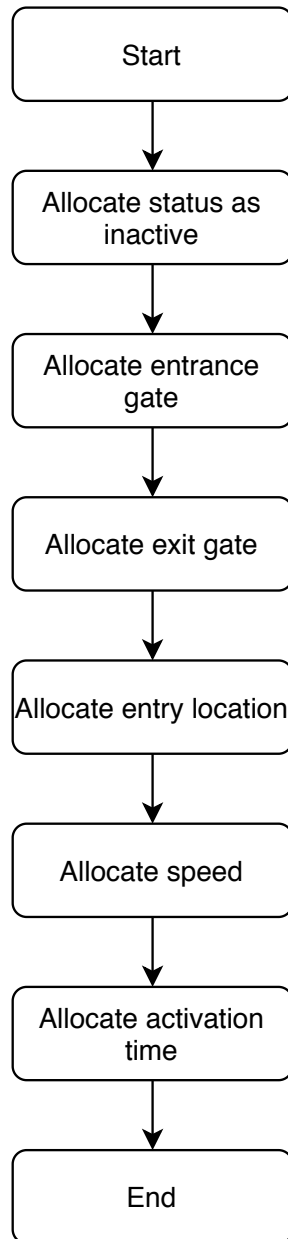 Start
Allocate status as
inactive
Allocate entrance
gate
Allocate exit gate
Allocate entry location
Allocate speed
Allocate activation
time
End